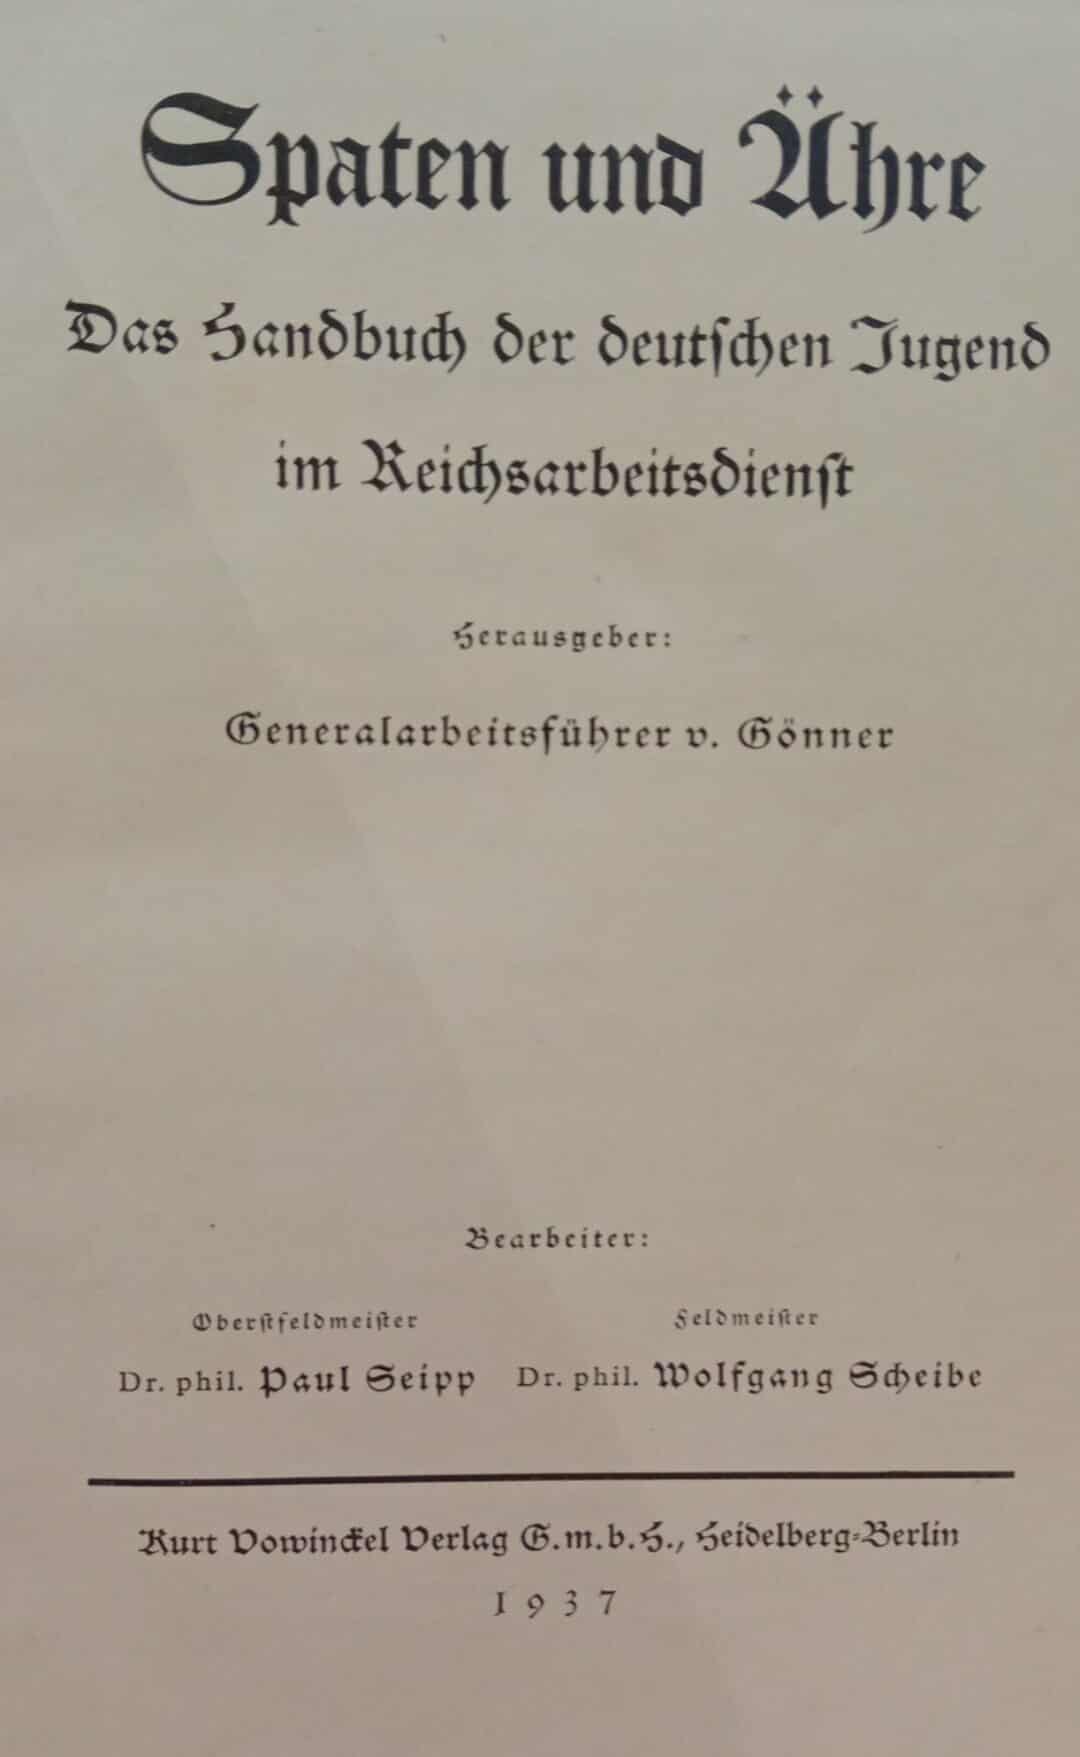 Spaten und Ähre
Das Handbuch der deutschen Jugend
im Reichsarbeitsdienst
Herausgeber:
Generalarbeitsführer v. Gönner
Bearbeiter:
Oberstfeldmeister Feldmeister
Dr. phil. Paul Seipp Dr. phil. Wolfgang Scheibe
Kurt Vowinckel Verlag G.m.b.H., Heidelberg-Berlin
1937